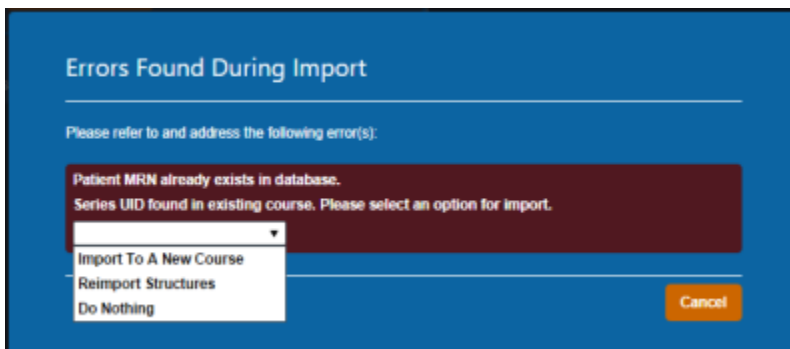 Errors Found During Import
Please refer to and address the following error(s):
Patient MRN already exists in database.
Series UID found in existing course. Please select an option for import.
Import To A New Course
Reimport Structures
Do Nothing
Cancel